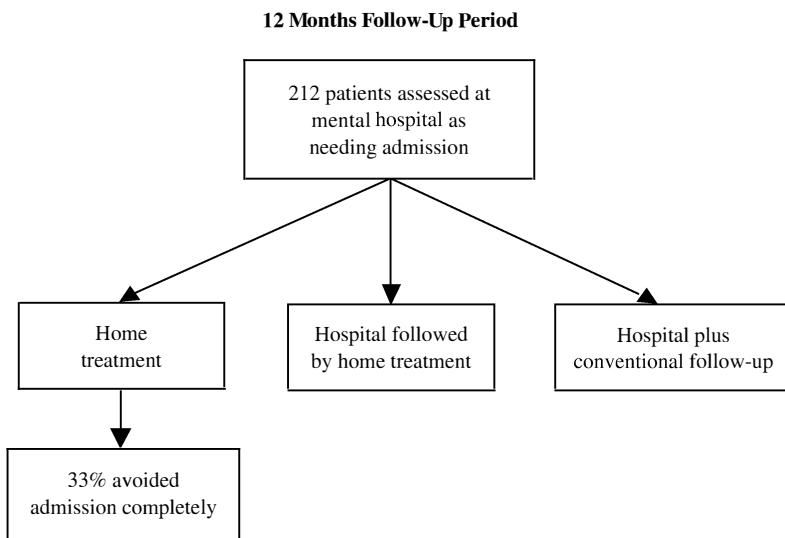 12 Months Follow-Up Period
212 patients assessed at
mental hospital as
needing admission
Home
treatment
Hospital followed
by home treatment
Hospital plus
conventional follow-up
33% avoided
admission completely